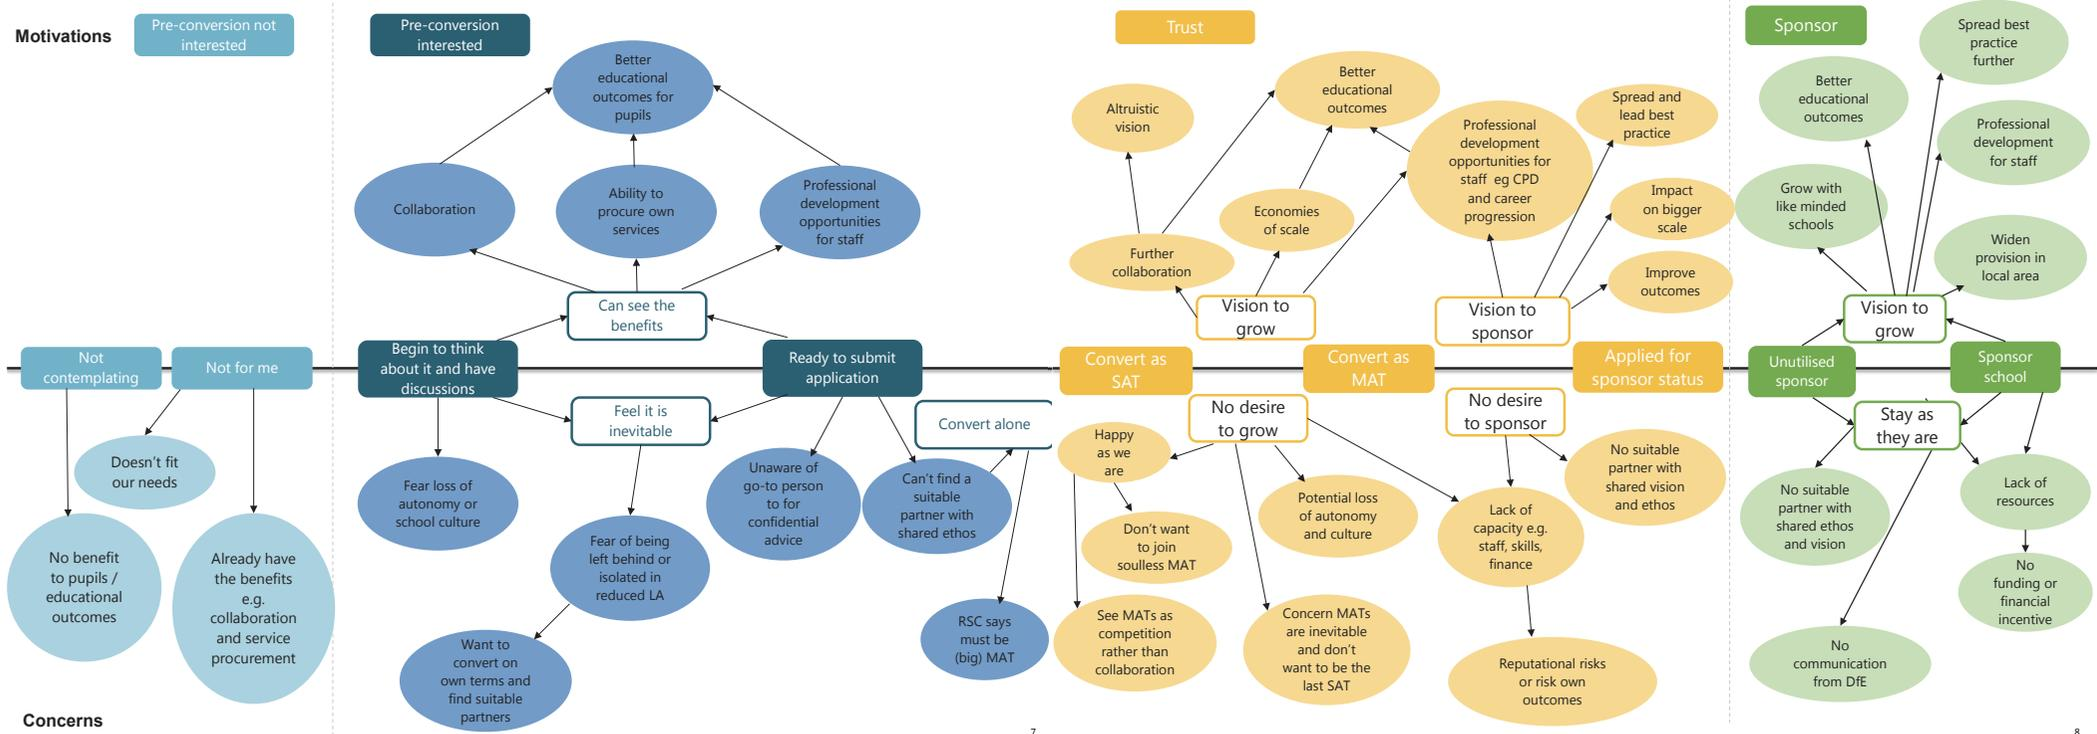 Motivations
Pre-conversion not
interested
Pre-conversion
interested
Trust
Sponsor
Better
educational
outcomes for
pupils
Collaboration
Ability to
procure own
services
Professional
development
opportunities
for staff
Can see the
benefits
Altruistic
vision
Better
educational
outcomes
Further
collaboration
Economies
of scale
Professional
development
opportunities for
staff eg CPD
and career
progression
Spread and
lead best
practice
Impact
on bigger
scale
Improve
outcomes
Vision to
grow
Vision to
sponsor
Spread best
practice
further
Better
educational
outcomes
Professional
development
for staff
Grow with
like minded
schools
Widen
provision in
local area
Vision to
grow
Not
contemplating
Not for me
Begin to think
about it and have
discussions
Ready to submit
application
Convert as
SAT
Convert as
MAT
Applied for
sponsor status
Unutilised
sponsor
Sponsor
school
Doesn't fit
our needs
No benefit
to pupils /
educational
outcomes
Already have
the benefits
e.g.
collaboration
and service
procurement
Feel it is
inevitable
Convert alone
Fear loss of
autonomy or
school culture
Fear of being
left behind or
isolated in
reduced LA
Want to
convert on
own terms and
find suitable
partners
Unaware of
go-to person
to for
confidential
advice
Can't find a
suitable
partner with
shared ethos
RSC says
must be
(big) MAT
No desire
to grow
No desire
to sponsor
Happy
as we
are
Don't want
to join
soulless MAT
See MATs as
competition
rather than
collaboration
Potential loss
of autonomy
and culture
Concern MATs
are inevitable
and don't
want to be the
last SAT
Lack of
capacity e.g.
staff, skills,
finance
No suitable
partner with
shared vision
and ethos
Reputational risks
or risk own
outcomes
Stay as
they are
No suitable
partner with
shared ethos
and vision
Lack of
resources
No
funding or
financial
incentive
No
communication
from DfE
Concerns
7
8